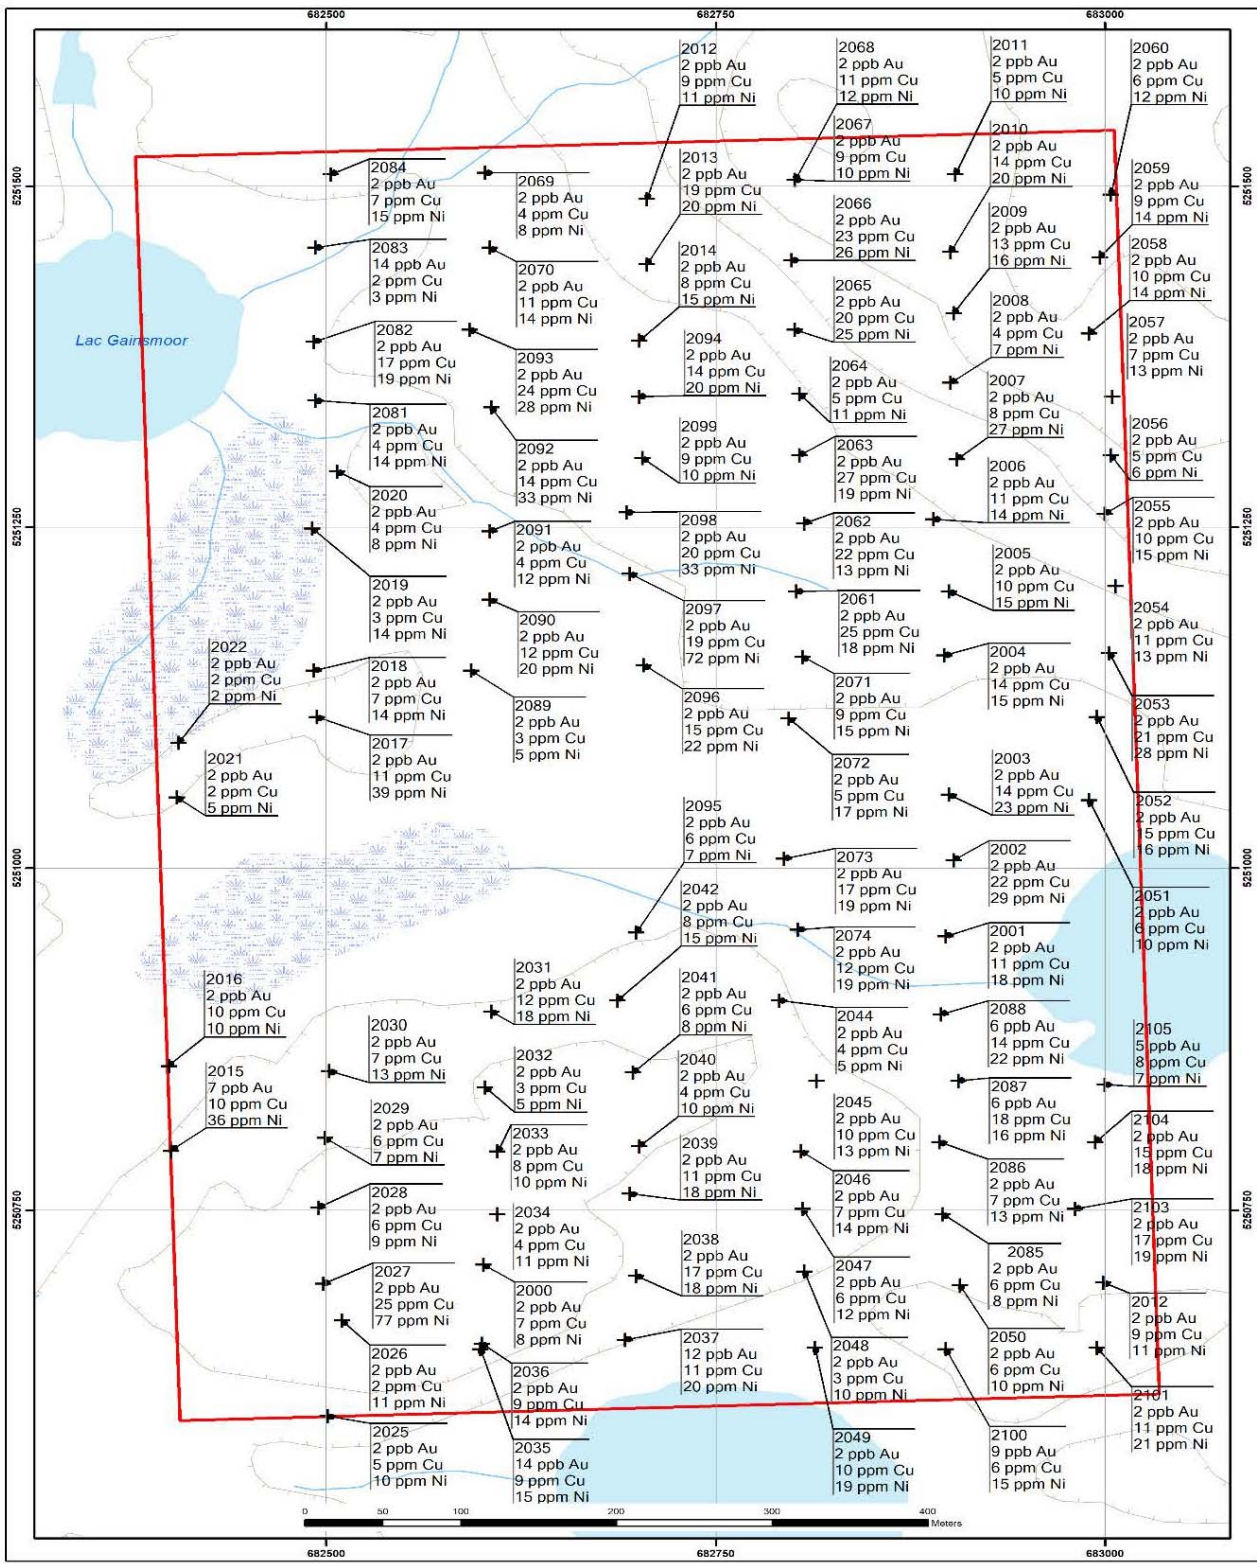 682500
682750
683000
2012
2 ppb Au
9 ppm Cu
11 ppm Ni
2068
2 ppb Au
11 ppm Cu
12 ppm Ni
2011
2 ppb Au
5 ppm Cu
10 ppm Ni
2060
2 ppb Au
6 ppm Cu
12 ppm Ni
2067
2 ppb Au
9 ppm Cu
10 ppm Ni
2010
2 ppb Au
14 ppm Cu
20 ppm Ni
2013
2 ppb Au
19 ppm Cu
20 ppm Ni
2084
2 ppb Au
7 ppm Cu
15 ppm Ni
2069
2 ppb Au
4 ppm Cu
8 ppm Ni
2059
2 ppb Au
9 ppm Cu
14 ppm Ni
5251500
5251500
2066
2 ppb Au
23 ppm Cu
26 ppm Ni
2009
2 ppb Au
13 ppm Cu
16 ppm Ni
2083
14 ppb Au
2 ppm Cu
3 ppm Ni
2070
2 ppb Au
11 ppm Cu
14 ppm Ni
2014
2 ppb Au
8 ppm Cu
15 ppm Ni
2058
2 ppb Au
10 ppm Cu
14 ppm Ni
2065
2 ppb Au
20 ppm Cu
25 ppm Ni
2008
2 ppb Au
4 ppm Cu
7 ppm Ni
2057
2 ppb Au
7 ppm Cu
13 ppm Ni
Lac Gainsmoor
2082
2 ppb Au
17 ppm Cu
19 ppm Ni
2093
2 ppb Au
24 ppm Cu
28 ppm Ni
2094
2 ppb Au
14 ppm Cu
20 ppm Ni
2064
2 ppb Au
5 ppm Cu
11 ppm Ni
2007
2 ppb Au
8 ppm Cu
27 ppm Ni
2081
2 ppb Au
4 ppm Cu
14 ppm Ni
2092
2 ppb Au
14 ppm Cu
33 ppm Ni
2099
2 ppb Au
9 ppm Cu
10 ppm Ni
2063
2 ppb Au
27 ppm Cu
19 ppm Ni
2056
2 ppb Au
5 ppm Cu
6 ppm Ni
2006
2 ppb Au
11 ppm Cu
14 ppm Ni
2020
2 ppb Au
4 ppm Cu
8 ppm Ni
2091
2 ppb Au
4 ppm Cu
12 ppm Ni
2098
2 ppb Au
20 ppm Cu
33 ppm Ni
2062
2 ppb Au
22 ppm Cu
13 ppm Ni
2055
2 ppb Au
10 ppm Cu
15 ppm Ni
5251250
5251250
2005
2 ppb Au
10 ppm Cu
15 ppm Ni
2019
2 ppb Au
3 ppm Cu
14 ppm Ni
2090
2 ppb Au
12 ppm Cu
20 ppm Ni
2097
2 ppb Au
19 ppm Cu
72 ppm Ni
2061
2 ppb Au
25 ppm Cu
18 ppm Ni
2054
2 ppb Au
11 ppm Cu
13 ppm Ni
2022
2 ppb Au
2 ppm Cu
2 ppm Ni
2018
2 ppb Au
7 ppm Cu
14 ppm Ni
2004
2 ppb Au
14 ppm Cu
15 ppm Ni
2071
2 ppb Au
9 ppm Cu
15 ppm Ni
2089
2 ppb Au
3 ppm Cu
5 ppm Ni
2096
2 ppb Au
15 ppm Cu
22 ppm Ni
2053
2 ppb Au
21 ppm Cu
28 ppm Ni
2017
2 ppb Au
11 ppm Cu
39 ppm Ni
2021
2 ppb Au
2 ppm Cu
5 ppm Ni
2072
2 ppb Au
5 ppm Cu
17 ppm Ni
2003
2 ppb Au
14 ppm Cu
23 ppm Ni
2052
2 ppb Au
15 ppm Cu
16 ppm Ni
2095
2 ppb Au
6 ppm Cu
7 ppm Ni
5251000
5251000
2073
2 ppb Au
17 ppm Cu
19 ppm Ni
2002
2 ppb Au
22 ppm Cu
29 ppm Ni
2042
2 ppb Au
8 ppm Cu
15 ppm Ni
2051
2 ppb Au
6 ppm Cu
10 ppm Ni
2074
2 ppb Au
12 ppm Cu
19 ppm Ni
2001
2 ppb Au
11 ppm Cu
18 ppm Ni
2031
2 ppb Au
12 ppm Cu
18 ppm Ni
2016
2 ppb Au
10 ppm Cu
10 ppm Ni
2041
2 ppb Au
6 ppm Cu
8 ppm Ni
2044
2 ppb Au
4 ppm Cu
5 ppm Ni
2088
6 ppb Au
14 ppm Cu
22 ppm Ni
2030
2 ppb Au
7 ppm Cu
13 ppm Ni
2105
5 ppb Au
8 ppm Cu
7 ppm Ni
2032
2 ppb Au
3 ppm Cu
5 ppm Ni
2040
2 ppb Au
4 ppm Cu
10 ppm Ni
2015
7 ppb Au
10 ppm Cu
36 ppm Ni
2087
6 ppb Au
18 ppm Cu
16 ppm Ni
2045
2 ppb Au
10 ppm Cu
13 ppm Ni
2029
2 ppb Au
6 ppm Cu
7 ppm Ni
2104
2 ppb Au
15 ppm Cu
18 ppm Ni
2033
2 ppb Au
8 ppm Cu
10 ppm Ni
2039
2 ppb Au
11 ppm Cu
18 ppm Ni
2086
2 ppb Au
7 ppm Cu
13 ppm Ni
2046
2 ppb Au
7 ppm Cu
14 ppm Ni
2028
2 ppb Au
6 ppm Cu
9 ppm Ni
2034
2 ppb Au
4 ppm Cu
11 ppm Ni
2103
2 ppb Au
17 ppm Cu
19 ppm Ni
5250750
5250750
2038
2 ppb Au
17 ppm Cu
18 ppm Ni
2085
2 ppb Au
6 ppm Cu
8 ppm Ni
2027
2 ppb Au
25 ppm Cu
77 ppm Ni
2047
2 ppb Au
6 ppm Cu
12 ppm Ni
2000
2 ppb Au
7 ppm Cu
8 ppm Ni
2012
2 ppb Au
9 ppm Cu
11 ppm Ni
2037
12 ppb Au
11 ppm Cu
20 ppm Ni
2050
2 ppb Au
6 ppm Cu
10 ppm Ni
2026
2 ppb Au
2 ppm Cu
11 ppm Ni
2048
2 ppb Au
3 ppm Cu
10 ppm Ni
2036
2 ppb Au
9 ppm Cu
14 ppm Ni
2101
2 ppb Au
11 ppm Cu
21 ppm Ni
2025
2 ppb Au
5 ppm Cu
10 ppm Ni
2049
2 ppb Au
10 ppm Cu
19 ppm Ni
2100
9 ppb Au
6 ppm Cu
15 ppm Ni
2035
14 ppb Au
9 ppm Cu
15 ppm Ni
0 50 100 200 300 400
Meters
682500
682750
683000